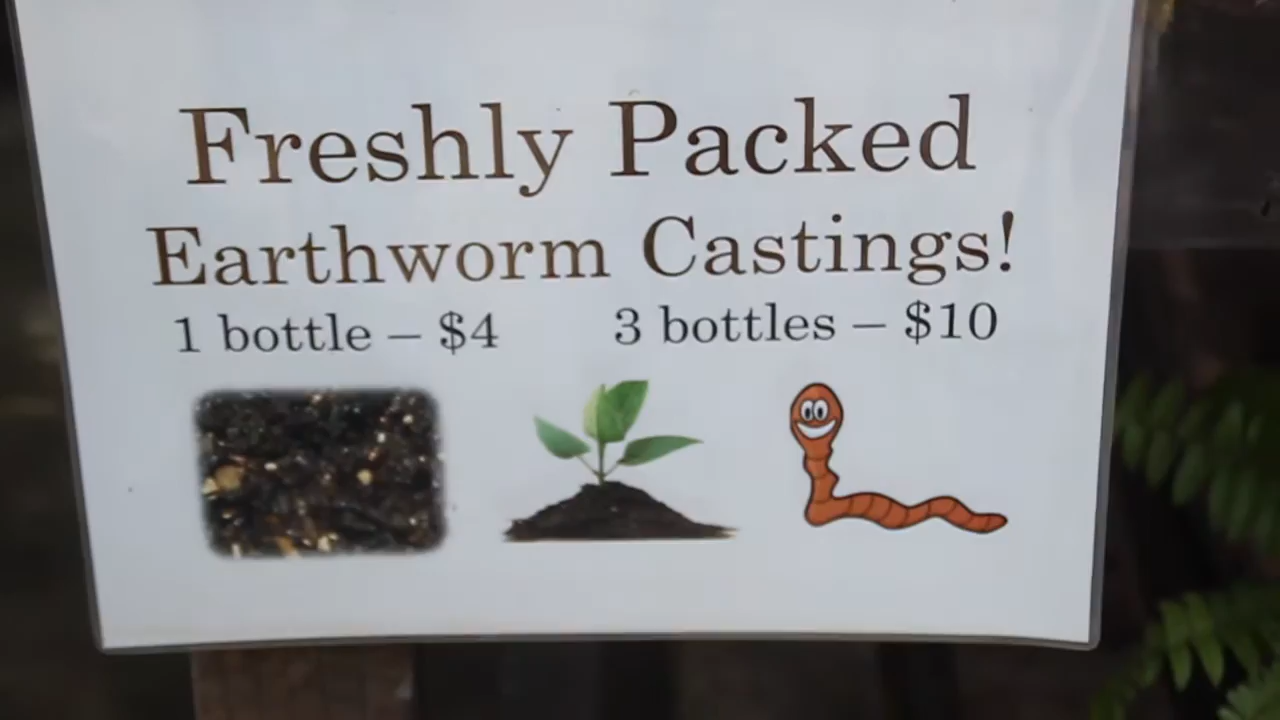 Freshly Packed
Earthworm Castings!
1 bottle – $4 3 bottles – $10